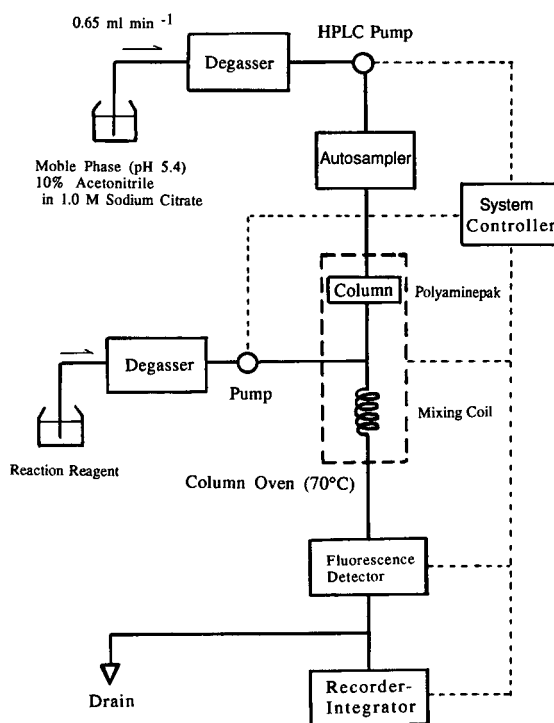 0.65 ml min -1
HPLC Pump
Degasser
Moble Phase (pH 5.4)
10% Acetonitrile
in 1.0 M Sodium Citrate
Autosampler
System
Controller
Column
Polyaminepak
Degasser
Pump
Mixing Coil
Reaction Reagent
Column Oven (70°C)
Fluorescence
Detector
Drain
Recorder-
Integrator